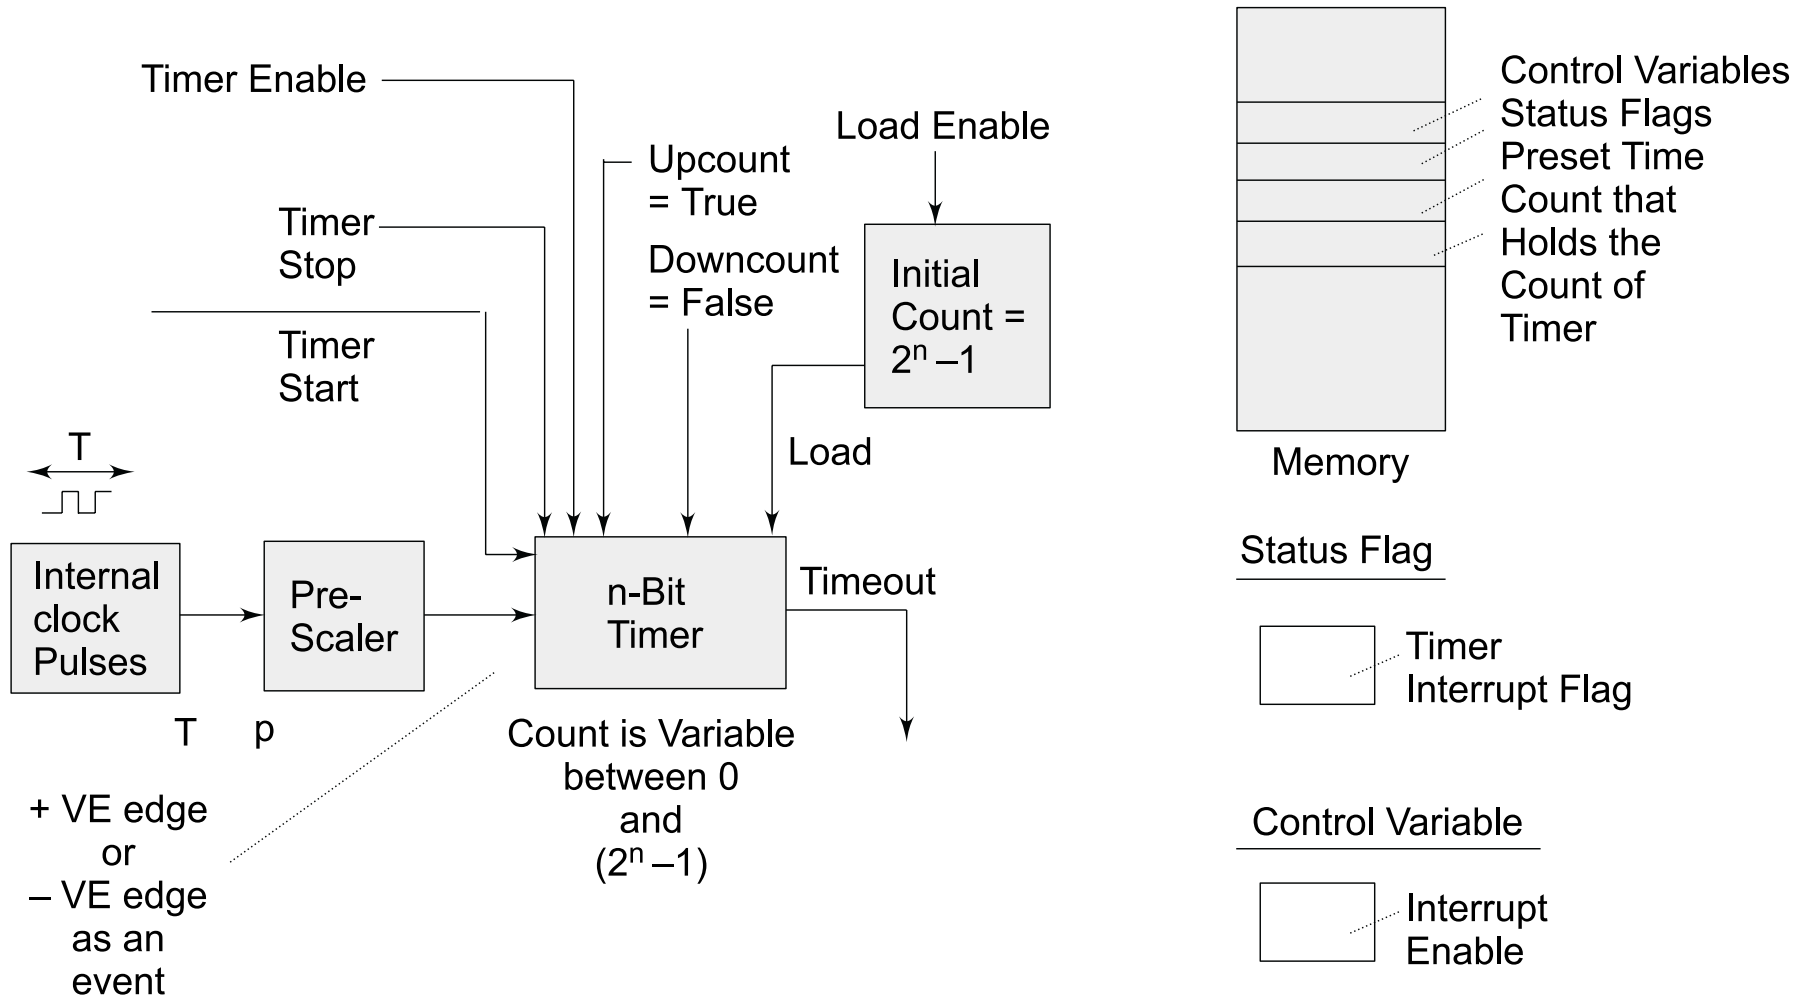 Timer Enable
Upcount
= True
Load Enable
Timer
Stop
Downcount
= False
Initial
Count =
2ⁿ –1
Timer
Start
Load
T
Internal
clock
Pulses
Pre-
Scaler
n-Bit
Timer
Timeout
T p
Count is Variable
between 0
and
(2ⁿ –1)
+ VE edge
or
– VE edge
as an
event
Control Variables
Status Flags
Preset Time
Count that
Holds the
Count of
Timer
Memory
Status Flag
Timer
Interrupt Flag
Control Variable
Interrupt
Enable